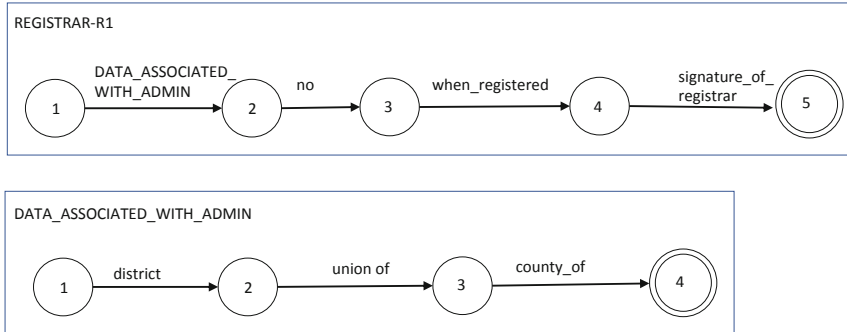 REGISTRAR-R1
DATA_ASSOCIATED_
WITH_ADMIN
no
when_registered
signature_of_
registrar
1
2
3
4
5
DATA_ASSOCIATED_WITH_ADMIN
district
union of
county_of
1
2
3
4